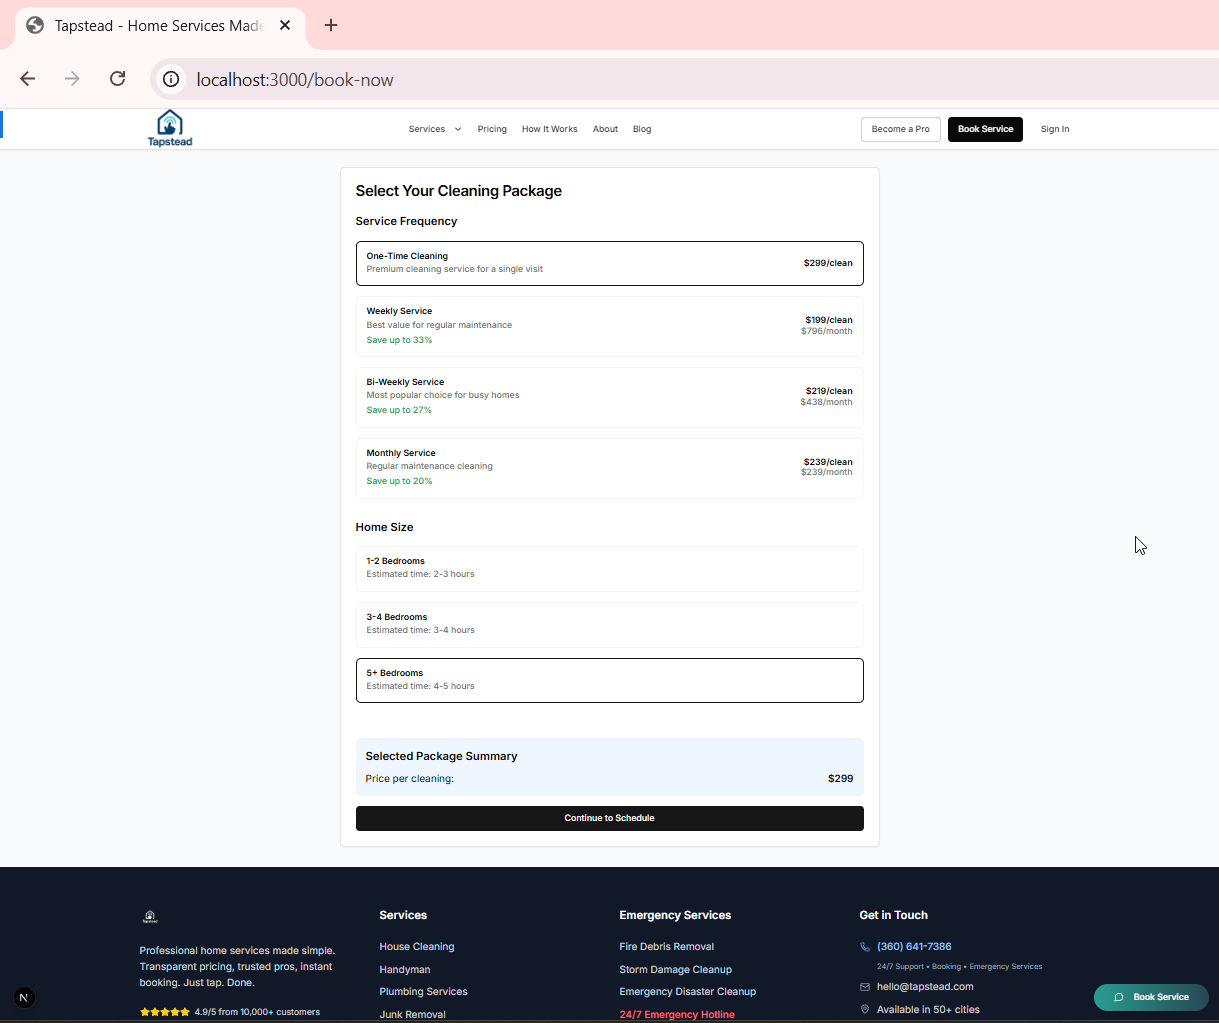 Tapstead - Home Services Made
localhost:3000/book-now
Tapstead
Services
Pricing
How It Works
About
Blog
Become a Pro
Book Service
Sign In
Select Your Cleaning Package
Service Frequency
One-Time Cleaning
Premium cleaning service for a single visit
$299/clean
Weekly Service
Best value for regular maintenance
Save up to 33%
$199/clean
$796/month
Bi-Weekly Service
Most popular choice for busy homes
Save up to 27%
$219/clean
$438/month
Monthly Service
Regular maintenance cleaning
Save up to 20%
$239/clean
$239/month
Home Size
1-2 Bedrooms
Estimated time: 2-3 hours
3-4 Bedrooms
Estimated time: 3-4 hours
5+ Bedrooms
Estimated time: 4-5 hours
Selected Package Summary
Price per cleaning:
$299
Continue to Schedule
Tapstead
Professional home services made simple.
Transparent pricing, trusted pros, instant
booking. Just tap. Done.
4.9/5 from 10,000+ customers
N
Services
House Cleaning
Handyman
Plumbing Services
Junk Removal
Emergency Services
Fire Debris Removal
Storm Damage Cleanup
Emergency Disaster Cleanup
24/7 Emergency Hotline
Get in Touch
(360) 641-7386
24/7 Support • Booking • Emergency Services
hello@tapstead.com
Available in 50+ cities
Book Service